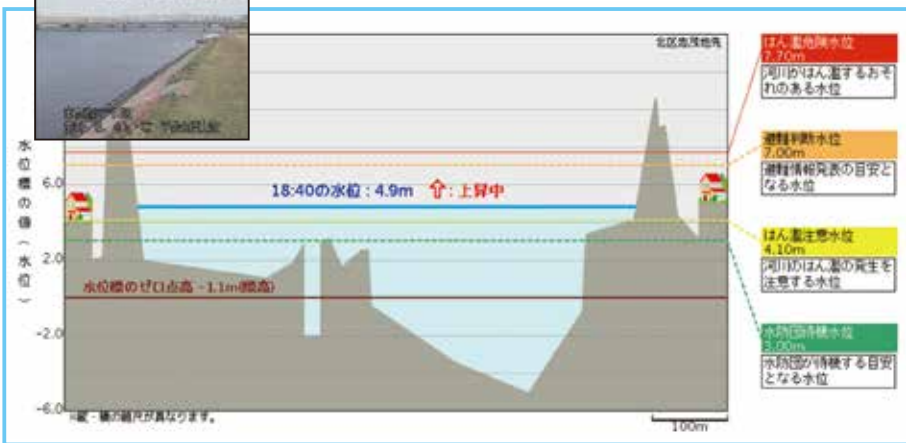 北区志茂地先
水位標の値(水位)
6.0
2.0
-2.0
-6.0
18:40の水位:4.9m ⇧:上昇中
水位標のゼロ点高 -1.1m(標高)
※縦・横の縮尺が異なります。
100m
はん濫危険水位
7.70m
河川がはん濫するおそ
れのある水位
避難判断水位
7.00m
避難情報発表の目安と
なる水位
はん濫注意水位
4.10m
河川のはん濫の発生を
注意する水位
水防団待機水位
3.00m
水防団が待機する目安
となる水位